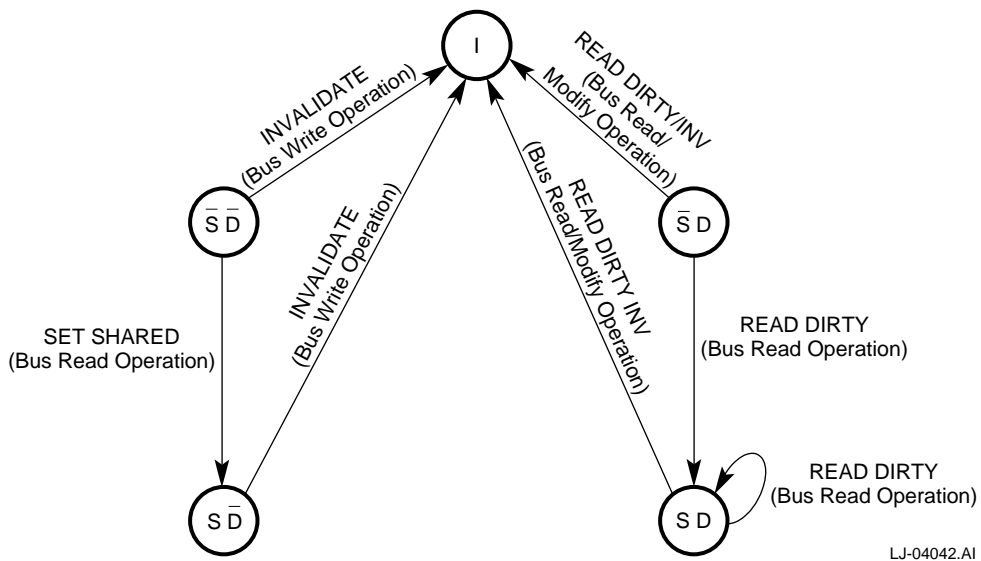 I
INVALIDATE
(Bus Write Operation)
READ DIRTY/INV
(Bus Read/
Modify Operation)
S̅ D̅
S̅ D
INVALIDATE
(Bus Write Operation)
READ DIRTY INV
(Bus Read/Modify Operation)
SET SHARED
(Bus Read Operation)
READ DIRTY
(Bus Read Operation)
S D̅
S D
READ DIRTY
(Bus Read Operation)
LJ-04042.AI